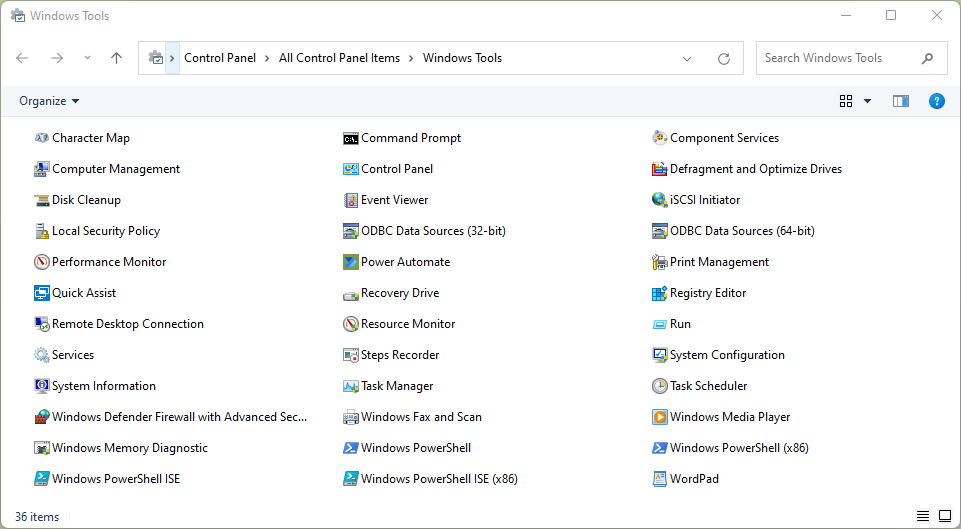 Windows Tools
Control Panel > All Control Panel Items > Windows Tools
Search Windows Tools
Organize
?
Character Map
Command Prompt
Component Services
Computer Management
Control Panel
Defragment and Optimize Drives
Disk Cleanup
Event Viewer
iSCSI Initiator
Local Security Policy
ODBC Data Sources (32-bit)
ODBC Data Sources (64-bit)
Performance Monitor
Power Automate
Print Management
Quick Assist
Recovery Drive
Registry Editor
Remote Desktop Connection
Resource Monitor
Run
Services
Steps Recorder
System Configuration
System Information
Task Manager
Task Scheduler
Windows Defender Firewall with Advanced Sec...
Windows Fax and Scan
Windows Media Player
Windows Memory Diagnostic
Windows PowerShell
Windows PowerShell (x86)
Windows PowerShell ISE
Windows PowerShell ISE (x86)
WordPad
36 items